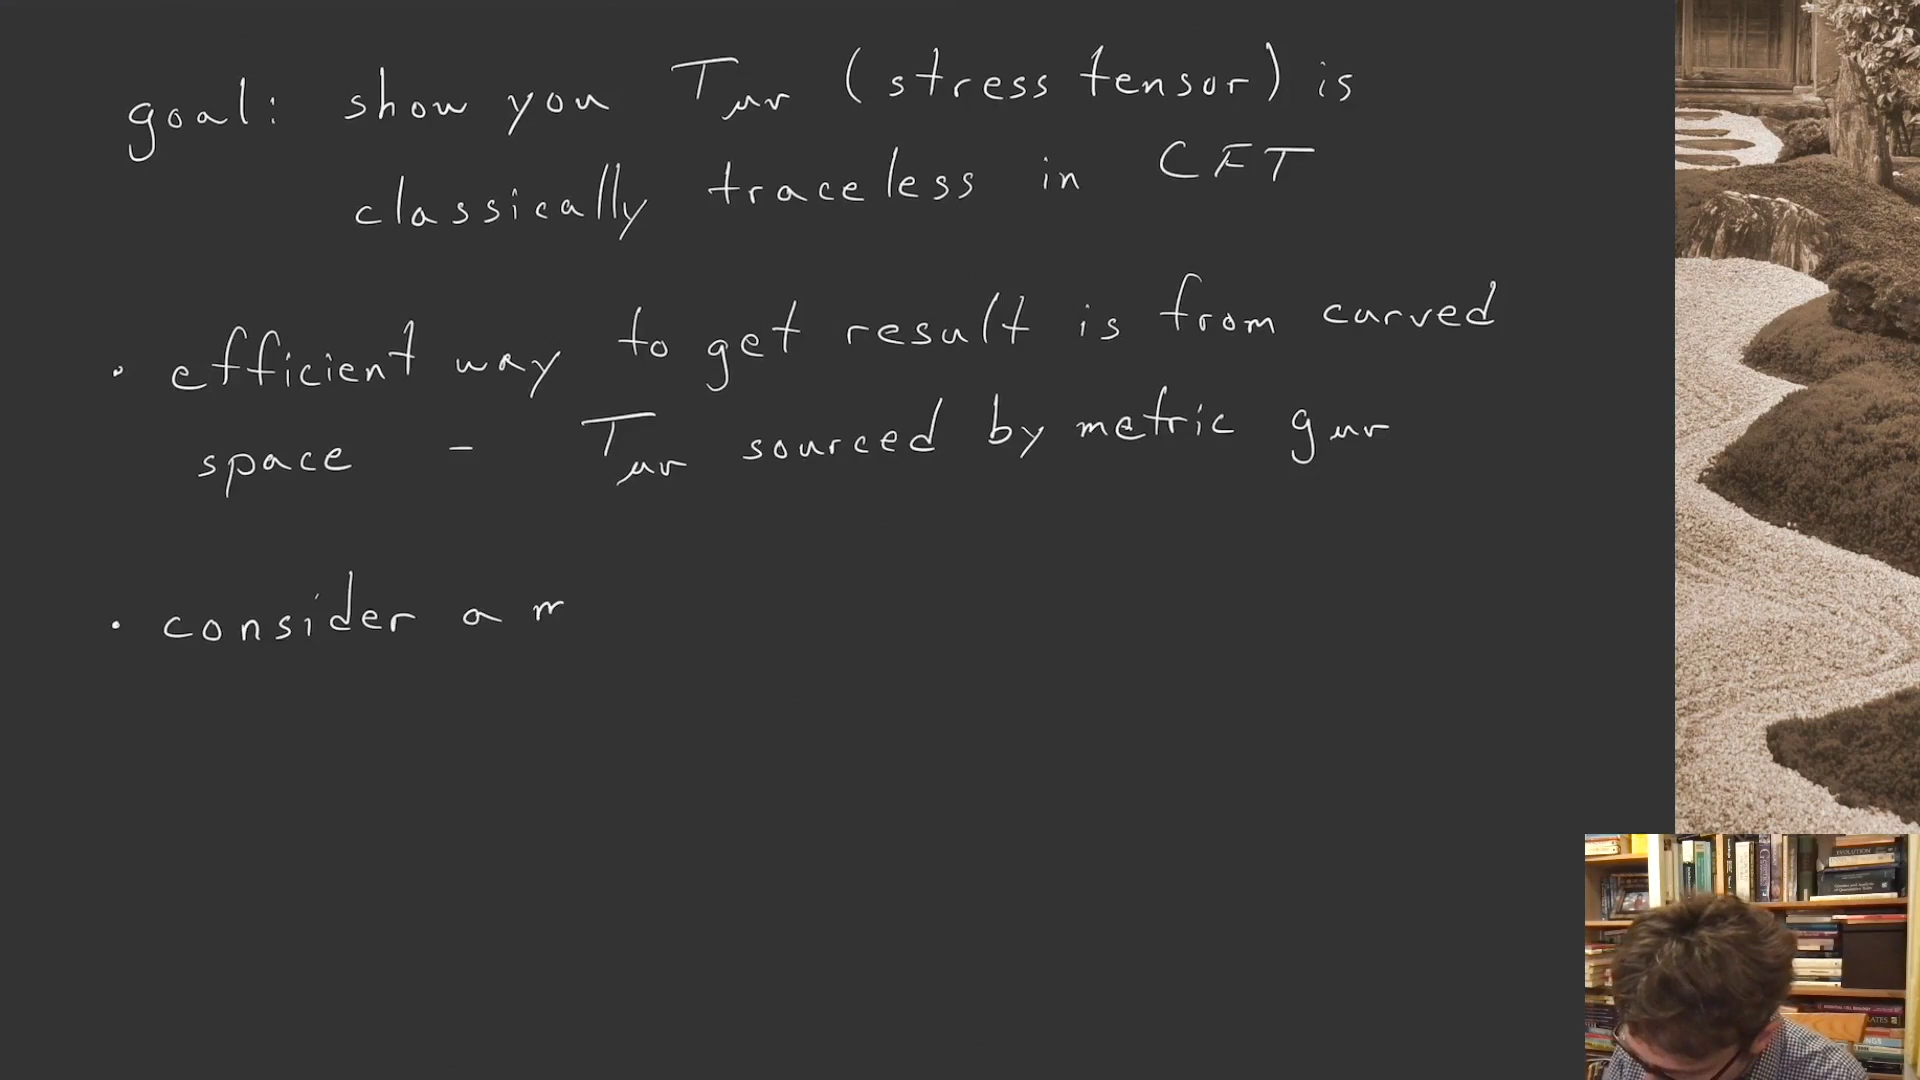 goal: show you Tμν (stress tensor) is
classically traceless in CFT
• efficient way to get result is from curved
space - Tμν sourced by metric gμν
• consider a m
EVOLUTION